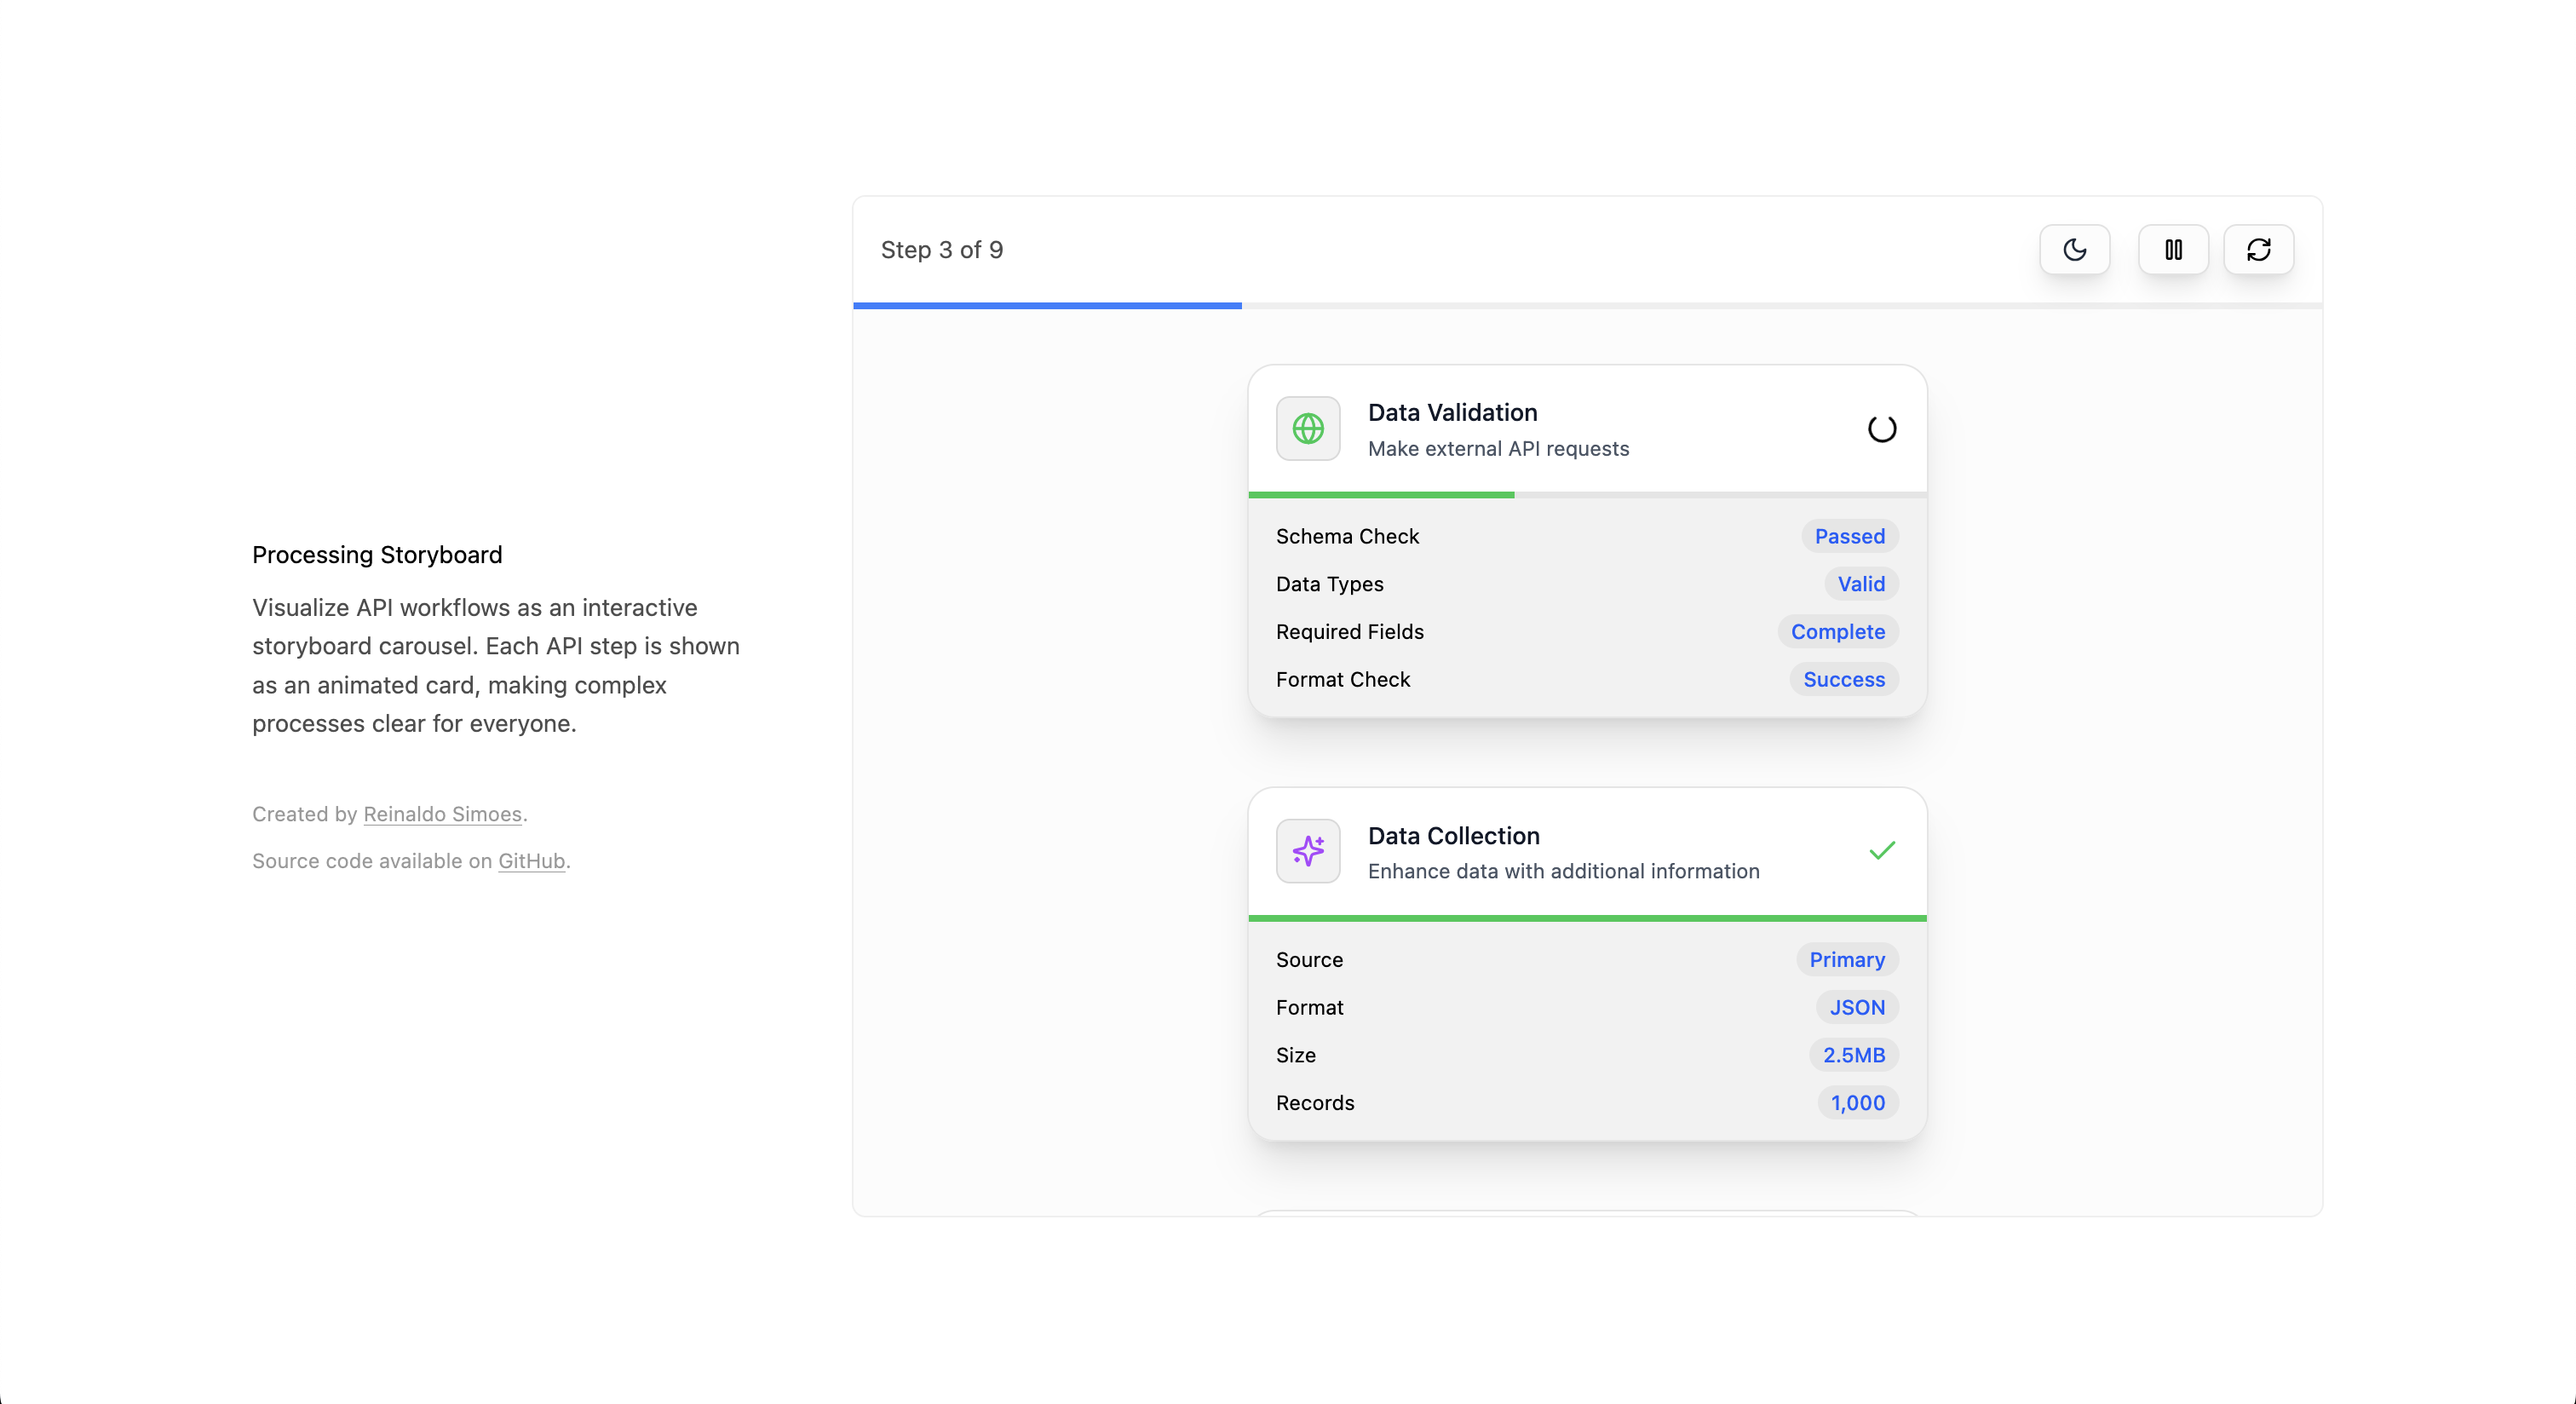 Step 3 of 9
Data Validation
Make external API requests
Schema Check Passed
Data Types Valid
Required Fields Complete
Format Check Success
Processing Storyboard
Visualize API workflows as an interactive
storyboard carousel. Each API step is shown
as an animated card, making complex
processes clear for everyone.
Created by Reinaldo Simoes.
Source code available on GitHub.
Data Collection
Enhance data with additional information
Source Primary
Format JSON
Size 2.5MB
Records 1,000